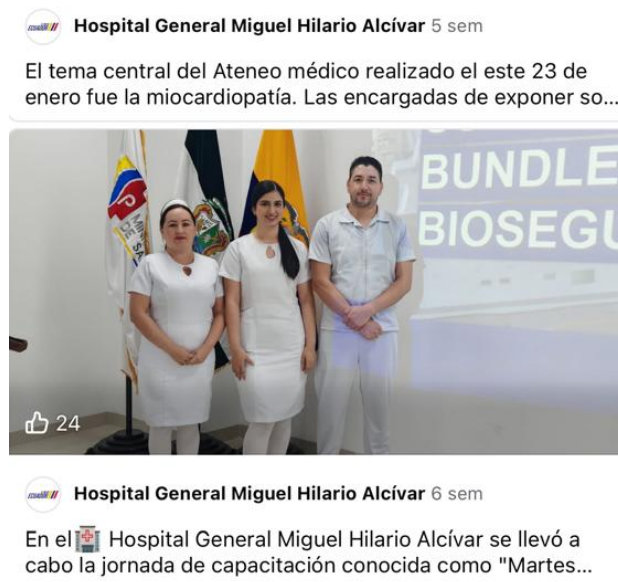 Hospital General Miguel Hilario Alcívar 5 sem
El tema central del Ateneo médico realizado el este 23 de
enero fue la miocardiopatía. Las encargadas de exponer so...
BUNDLE
BIOSEGU
24
Hospital General Miguel Hilario Alcívar 6 sem
En el Hospital General Miguel Hilario Alcívar se llevó a
cabo la jornada de capacitación conocida como "Martes...